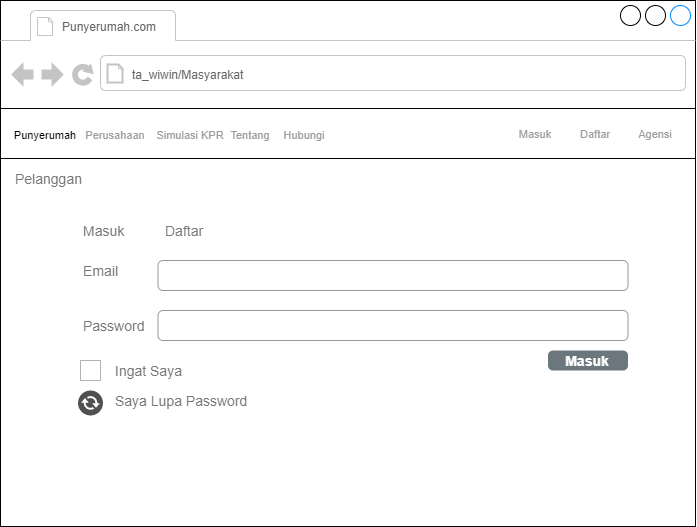 Punyerumah.com
ta_wiwin/Masyarakat
Punyerumah Perusahaan Simulasi KPR Tentang Hubungi Masuk Daftar Agensi
Pelanggan
Masuk Daftar
Email
Password
Masuk
Ingat Saya
Saya Lupa Password